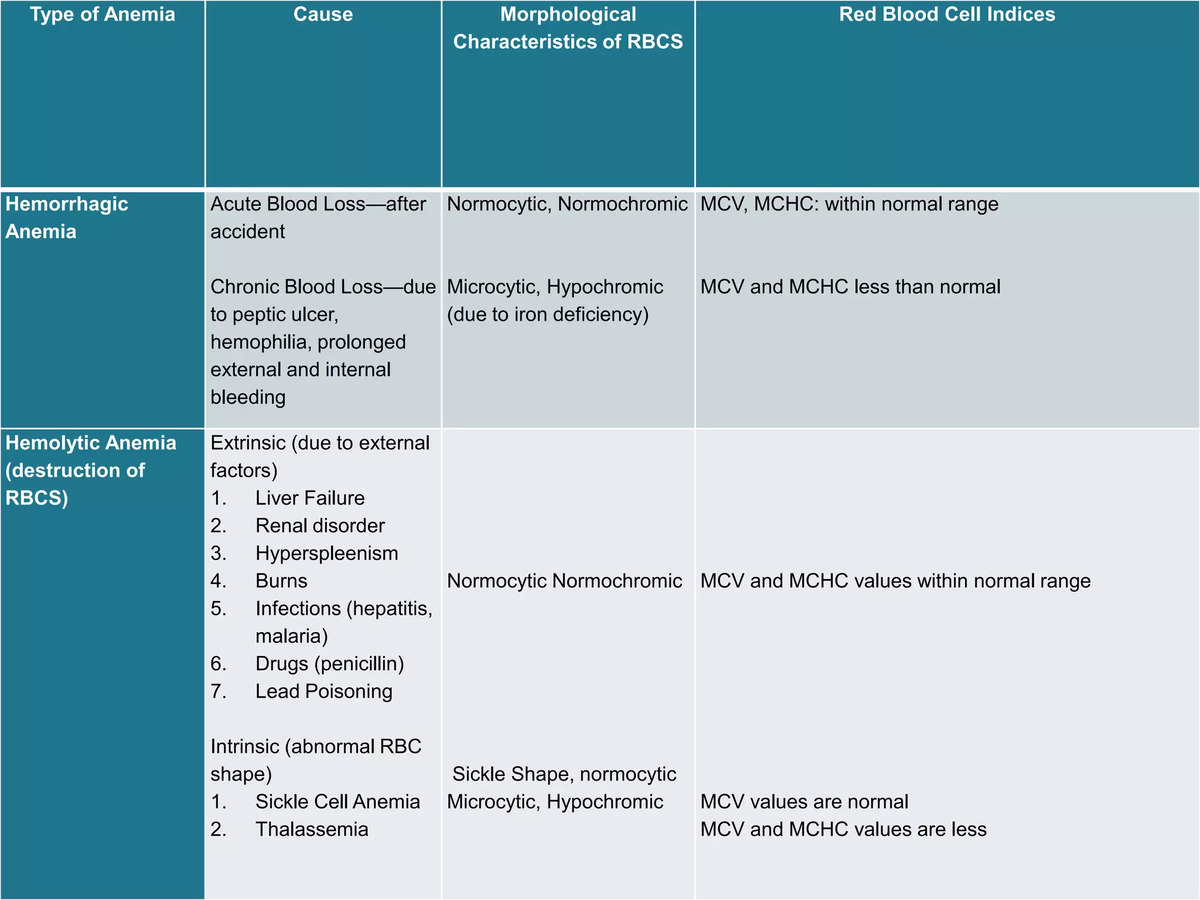 Type of Anemia
Cause
Morphological
Characteristics of RBCS
Red Blood Cell Indices
Hemorrhagic
Anemia
Acute Blood Loss—after
accident
Normocytic, Normochromic
MCV, MCHC: within normal range
Chronic Blood Loss—due
to peptic ulcer,
hemophilia, prolonged
external and internal
bleeding
Microcytic, Hypochromic
(due to iron deficiency)
MCV and MCHC less than normal
Hemolytic Anemia
(destruction of
RBCS)
Extrinsic (due to external
factors)
1. Liver Failure
2. Renal disorder
3. Hyperspleenism
4. Burns
5. Infections (hepatitis,
malaria)
6. Drugs (penicillin)
7. Lead Poisoning
Normocytic Normochromic
MCV and MCHC values within normal range
Intrinsic (abnormal RBC
shape)
1. Sickle Cell Anemia
2. Thalassemia
Sickle Shape, normocytic
Microcytic, Hypochromic
MCV values are normal
MCV and MCHC values are less